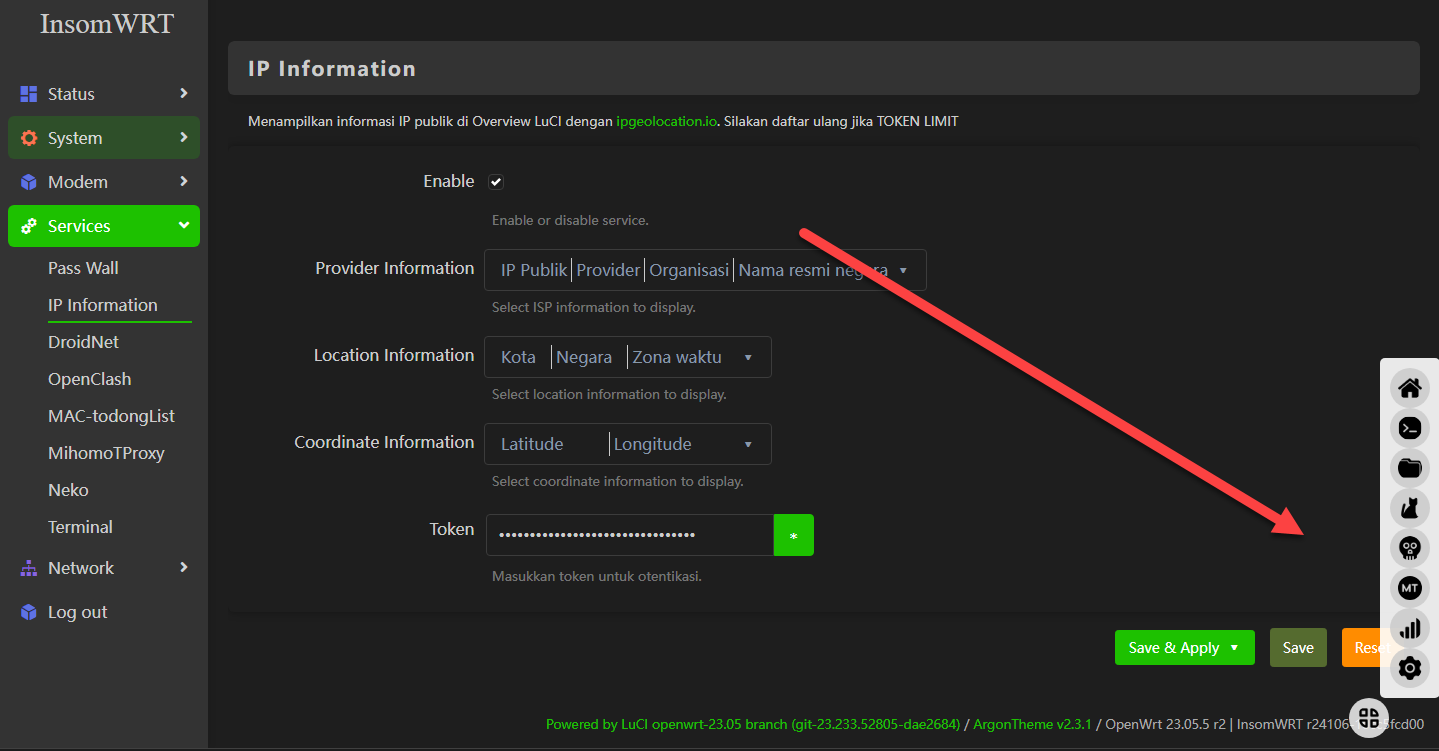 InsomWRT
Status
System
Modem
Services
Pass Wall
IP Information
DroidNet
OpenClash
MAC-todongList
MihomoTProxy
Neko
Terminal
Network
Log out
IP Information
Menampilkan informasi IP publik di Overview LuCI dengan ipgeolocation.io. Silakan daftar ulang jika TOKEN LIMIT
Enable
Enable or disable service.
Provider Information IP Publik Provider Organisasi Nama resmi negara
Select ISP information to display.
Location Information Kota Negara Zona waktu
Select location information to display.
Coordinate Information Latitude Longitude
Select coordinate information to display.
Token ******************************* *
Masukkan token untuk otentikasi.
MT
Save & Apply Save Reset
Powered by LuCI openwrt-23.05 branch (git-23.233.52805-dae2684) / ArgonTheme v2.3.1 / OpenWrt 23.05.5 r2 | InsomWRT r24106- 5fcd00